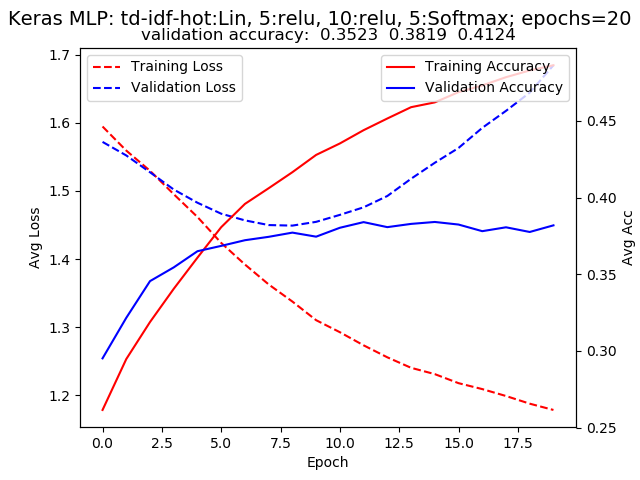 Keras MLP: td-idf-hot:Lin, 5:relu, 10:relu, 5:Softmax; epochs=20
validation accuracy:  0.3523  0.3819  0.4124
Training Loss
Validation Loss
Training Accuracy
Validation Accuracy
1.7
1.6
1.5
1.4
1.3
1.2
Avg Loss
0.45
0.40
0.35
0.30
0.25
Avg Acc
0.0 2.5 5.0 7.5 10.0 12.5 15.0 17.5
Epoch